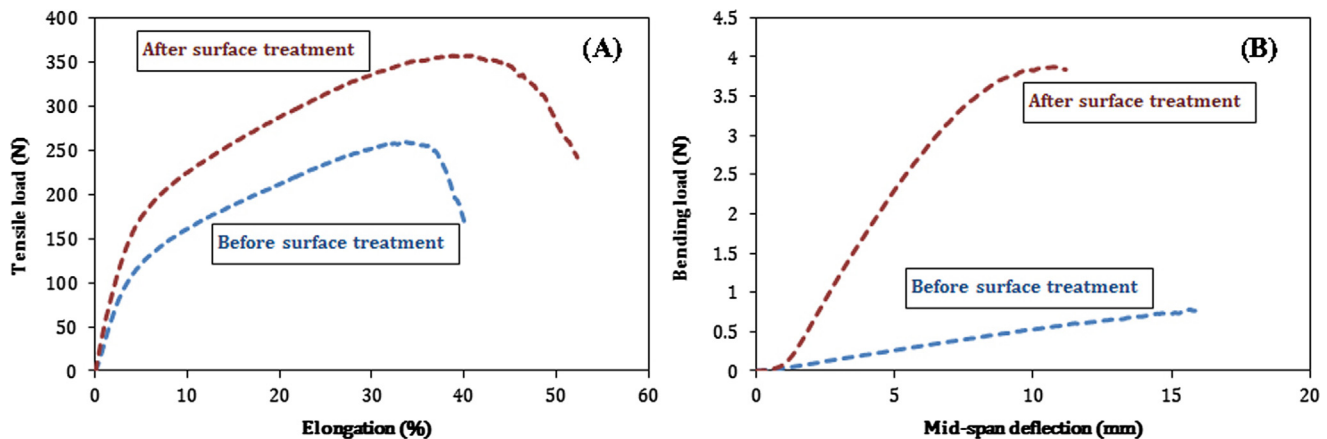 400
350
300
250
200
150
100
50
0
Tensile load (N)
0 10 20 30 40 50 60
Elongation (%)
After surface treatment
Before surface treatment
(A)
4.5
4
3.5
3
2.5
2
1.5
1
0.5
0
Bending load (N)
0 5 10 15 20
Mid-span deflection (mm)
(B)
After surface treatment
Before surface treatment